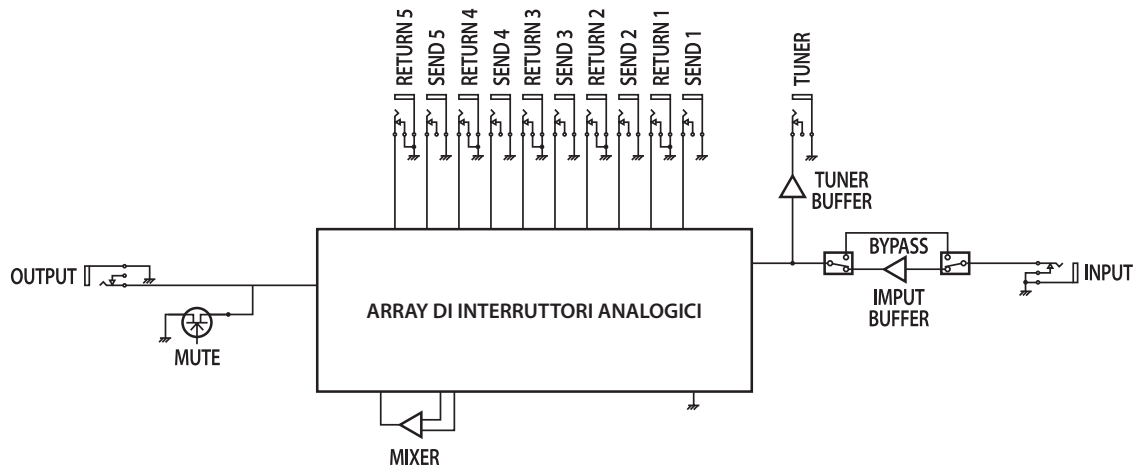 RETURN 5
SEND 5
RETURN 4
SEND 4
RETURN 3
SEND 3
RETURN 2
SEND 2
RETURN 1
SEND 1
TUNER
TUNER
BUFFER
BYPASS
IMPUT
BUFFER
INPUT
OUTPUT
MUTE
ARRAY DI INTERRUTTORI ANALOGICI
MIXER